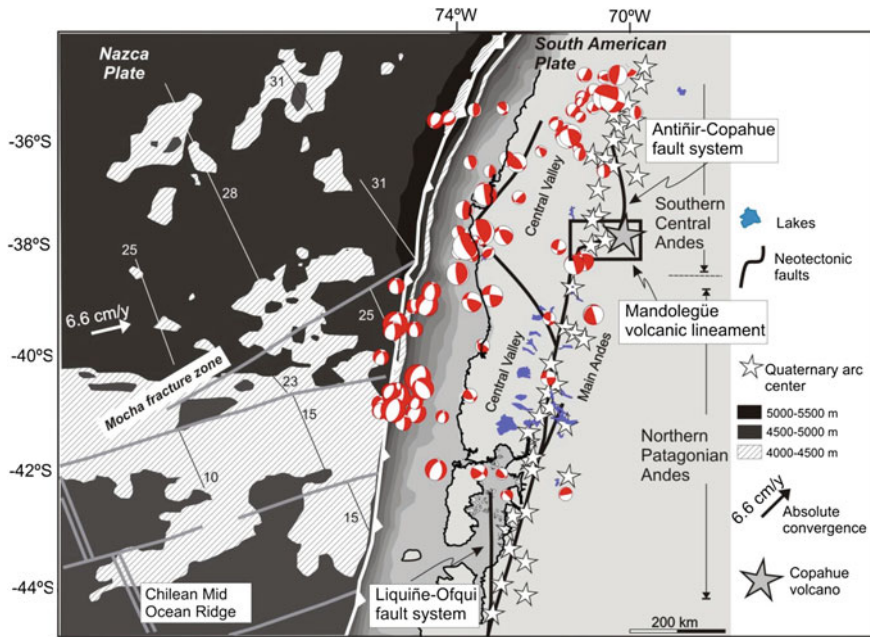 74ºW
70ºW
Nazca
Plate
South American
Plate
-36ºS
-38ºS
-40ºS
-42ºS
-44ºS
31
28
31
25
25
23
15
10
15
6.6 cm/y
Mocha fracture zone
Chilean Mid
Ocean Ridge
Central Valley
Central Valley
Main Andes
Antiñir-Copahue
fault system
Southern
Central
Andes
Mandolegüe
volcanic lineament
Northern
Patagonian
Andes
Liquiñe-Ofqui
fault system
200 km
Lakes
Neotectonic
faults
Quaternary arc
center
5000-5500 m
4500-5000 m
4000-4500 m
6.6 cm/y
Absolute
convergence
Copahue
volcano